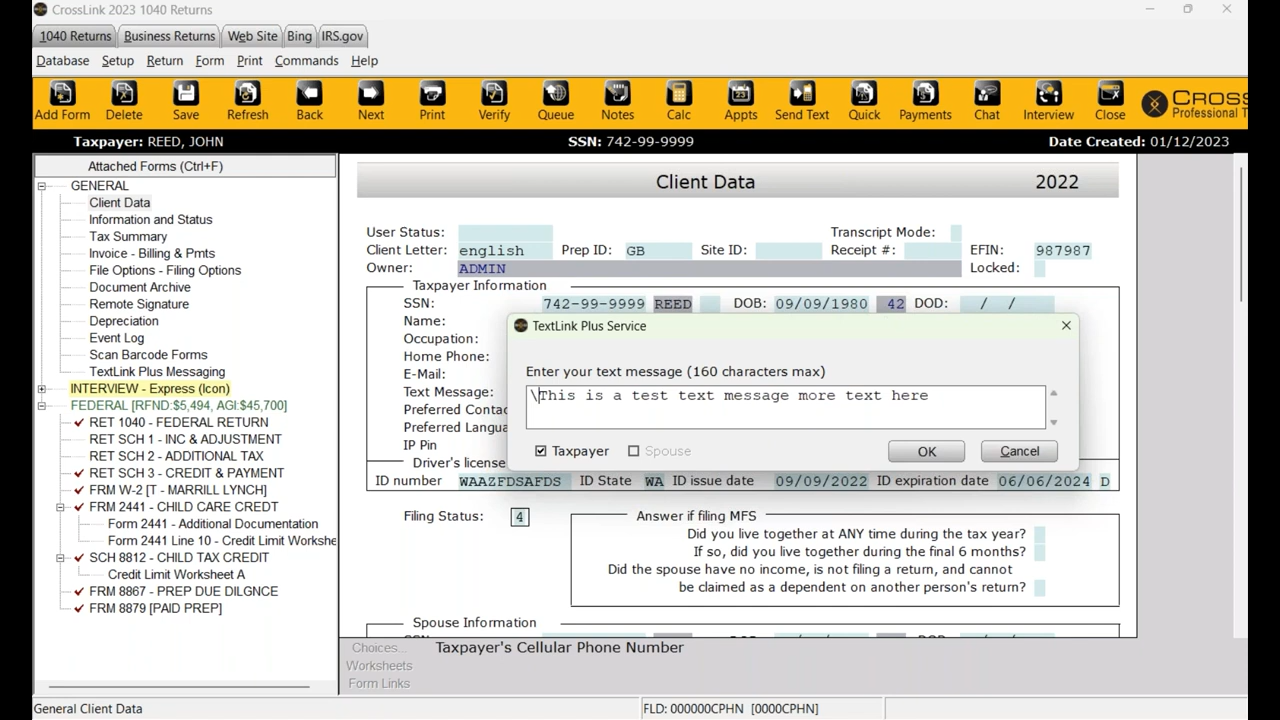 CrossLink 2023 1040 Returns
1040 Returns Business Returns Web Site Bing IRS.gov
Database Setup Return Form Print Commands Help
Add Form Delete Save Refresh Back Next Print Verify Queue Notes Calc Appts Send Text Quick Payments Chat Interview Close
Taxpayer: REED, JOHN SSN: 742-99-9999 Date Created: 01/12/2023
Attached Forms (Ctrl+F)
GENERAL
Client Data
Information and Status
Tax Summary
Invoice - Billing & Pmts
File Options - Filing Options
Document Archive
Remote Signature
Depreciation
Event Log
Scan Barcode Forms
TextLink Plus Messaging
INTERVIEW - Express (Icon)
FEDERAL [RFND:$5,494, AGI:$45,700]
RET 1040 - FEDERAL RETURN
RET SCH 1 - INC & ADJUSTMENT
RET SCH 2 - ADDITIONAL TAX
RET SCH 3 - CREDIT & PAYMENT
FRM W-2 [T - MARRILL LYNCH]
FRM 2441 - CHILD CARE CREDT
Form 2441 - Additional Documentation
Form 2441 Line 10 - Credit Limit Workshe
SCH 8812 - CHILD TAX CREDIT
Credit Limit Worksheet A
FRM 8867 - PREP DUE DILGNCE
FRM 8879 [PAID PREP]
Client Data 2022
User Status: Transcript Mode:
Client Letter: english Prep ID: GB Site ID: Receipt #: EFIN: 987987
Owner: ADMIN Locked:
Taxpayer Information
SSN: 742-99-9999 REED DOB: 09/09/1980 42 DOD: / /
Name:
Occupation:
Home Phone:
E-Mail:
Text Message:
Preferred Contac
Preferred Langua
IP Pin
Driver's license
ID number WAAZFDSAFDS ID State WA ID issue date 09/09/2022 ID expiration date 06/06/2024 D
TextLink Plus Service
Enter your text message (160 characters max)
\This is a test text message more text here
Taxpayer Spouse OK Cancel
Filing Status: 4 Answer if filing MFS
Did you live together at ANY time during the tax year?
If so, did you live together during the final 6 months?
Did the spouse have no income, is not filing a return, and cannot
be claimed as a dependent on another person's return?
Spouse Information
Choices... Taxpayer's Cellular Phone Number
Worksheets
Form Links
General Client Data FLD: 000000CPHN [0000CPHN]